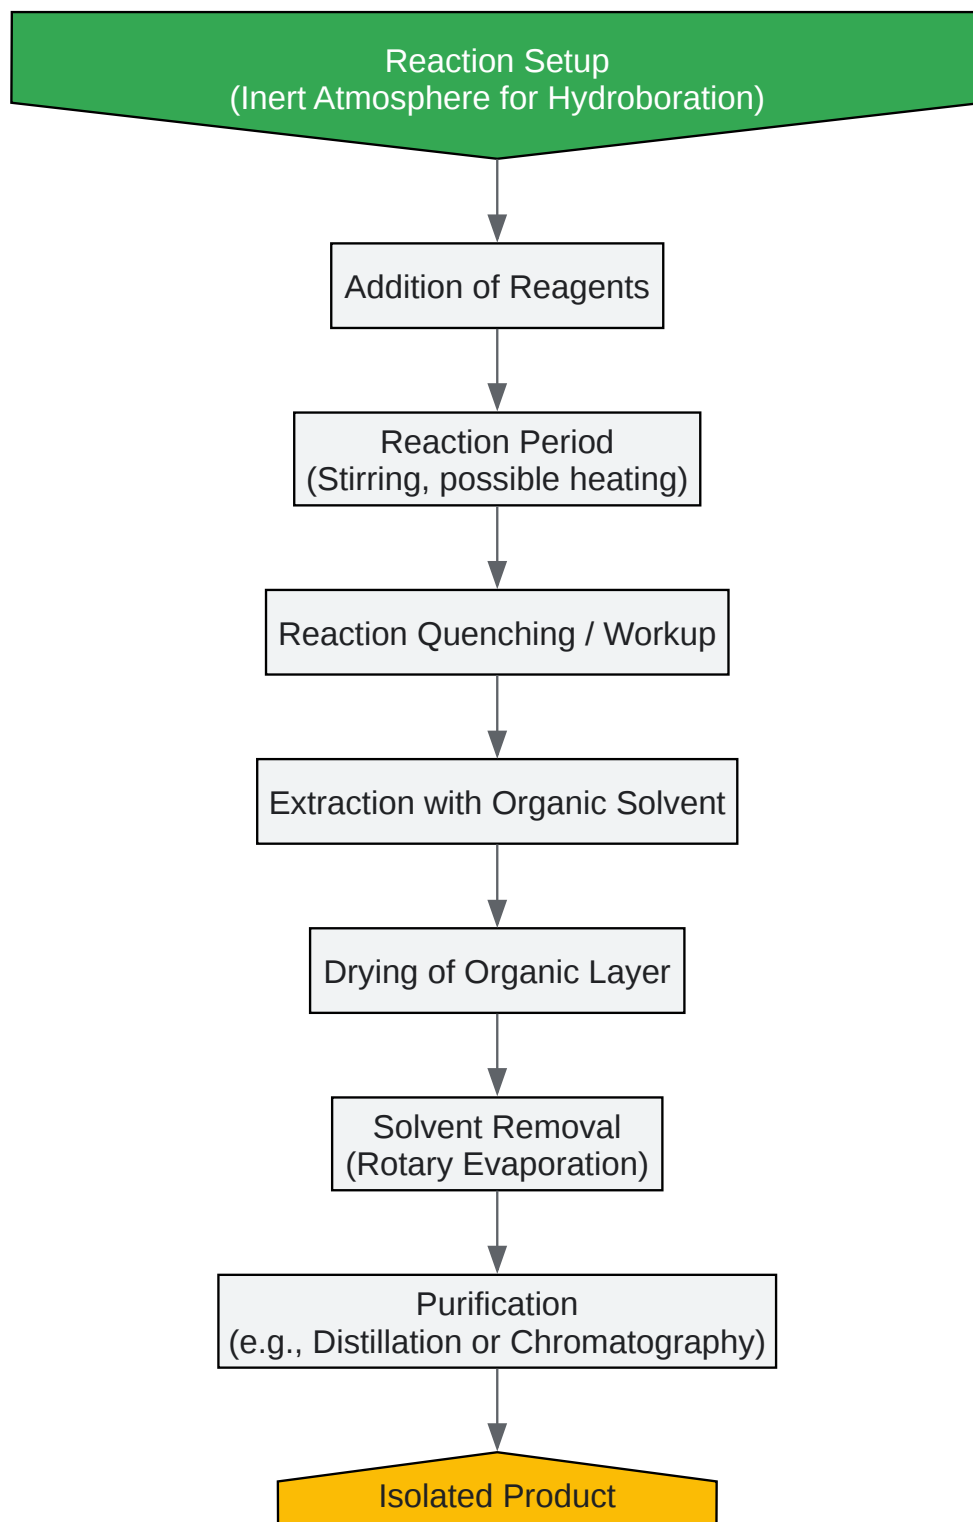 Reaction Setup
(Inert Atmosphere for Hydroboration)
Addition of Reagents
Reaction Period
(Stirring, possible heating)
Reaction Quenching / Workup
Extraction with Organic Solvent
Drying of Organic Layer
Solvent Removal
(Rotary Evaporation)
Purification
(e.g., Distillation or Chromatography)
Isolated Product